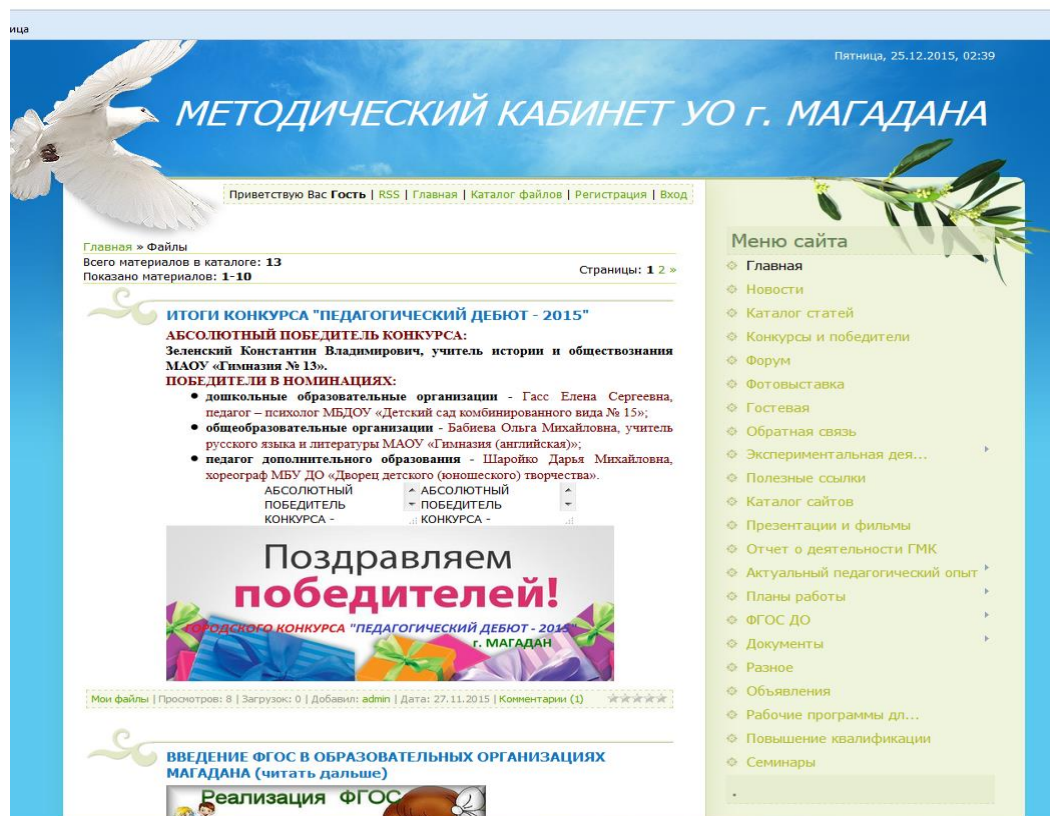 ица
Пятница, 25.12.2015, 02:39
МЕТОДИЧЕСКИЙ КАБИНЕТ УО г. МАГАДАНА
Приветствую Вас Гость | RSS | Главная | Каталог файлов | Регистрация | Вход
Главная » Файлы
Всего материалов в каталоге: 13
Показано материалов: 1-10
Страницы: 1 2 »
ИТОГИ КОНКУРСА "ПЕДАГОГИЧЕСКИЙ ДЕБЮТ - 2015"
АБСОЛЮТНЫЙ ПОБЕДИТЕЛЬ КОНКУРСА:
Зеленский Константин Владимирович, учитель истории и обществознания
МАОУ «Гимназия № 13».
ПОБЕДИТЕЛИ В НОМИНАЦИЯХ:
• дошкольные образовательные организации - Гасс Елена Сергеевна,
педагог – психолог МБДОУ «Детский сад комбинированного вида № 15»;
• общеобразовательные организации - Бабиева Ольга Михайловна, учитель
русского языка и литературы МАОУ «Гимназия (английская)»;
• педагог дополнительного образования - Шаройко Дарья Михайловна,
хореограф МБУ ДО «Дворец детского (юношеского) творчества».
АБСОЛЮТНЫЙ АБСОЛЮТНЫЙ
ПОБЕДИТЕЛЬ ПОБЕДИТЕЛЬ
КОНКУРСА - КОНКУРСА -
Поздравляем
победителей!
ГОРОДСКОГО КОНКУРСА "ПЕДАГОГИЧЕСКИЙ ДЕБЮТ - 2015"
г. МАГАДАН
Мои файлы | Просмотров: 8 | Загрузок: 0 | Добавил: admin | Дата: 27.11.2015 | Комментарии (1)
ВВЕДЕНИЕ ФГОС В ОБРАЗОВАТЕЛЬНЫХ ОРГАНИЗАЦИЯХ
МАГАДАНА (читать дальше)
Реализация ФГОС
Меню сайта
Главная
Новости
Каталог статей
Конкурсы и победители
Форум
Фотовыставка
Гостевая
Обратная связь
Экспериментальная дея...
Полезные ссылки
Каталог сайтов
Презентации и фильмы
Отчет о деятельности ГМК
Актуальный педагогический опыт
Планы работы
ФГОС ДО
Документы
Разное
Объявления
Рабочие программы дл...
Повышение квалификации
Семинары
.